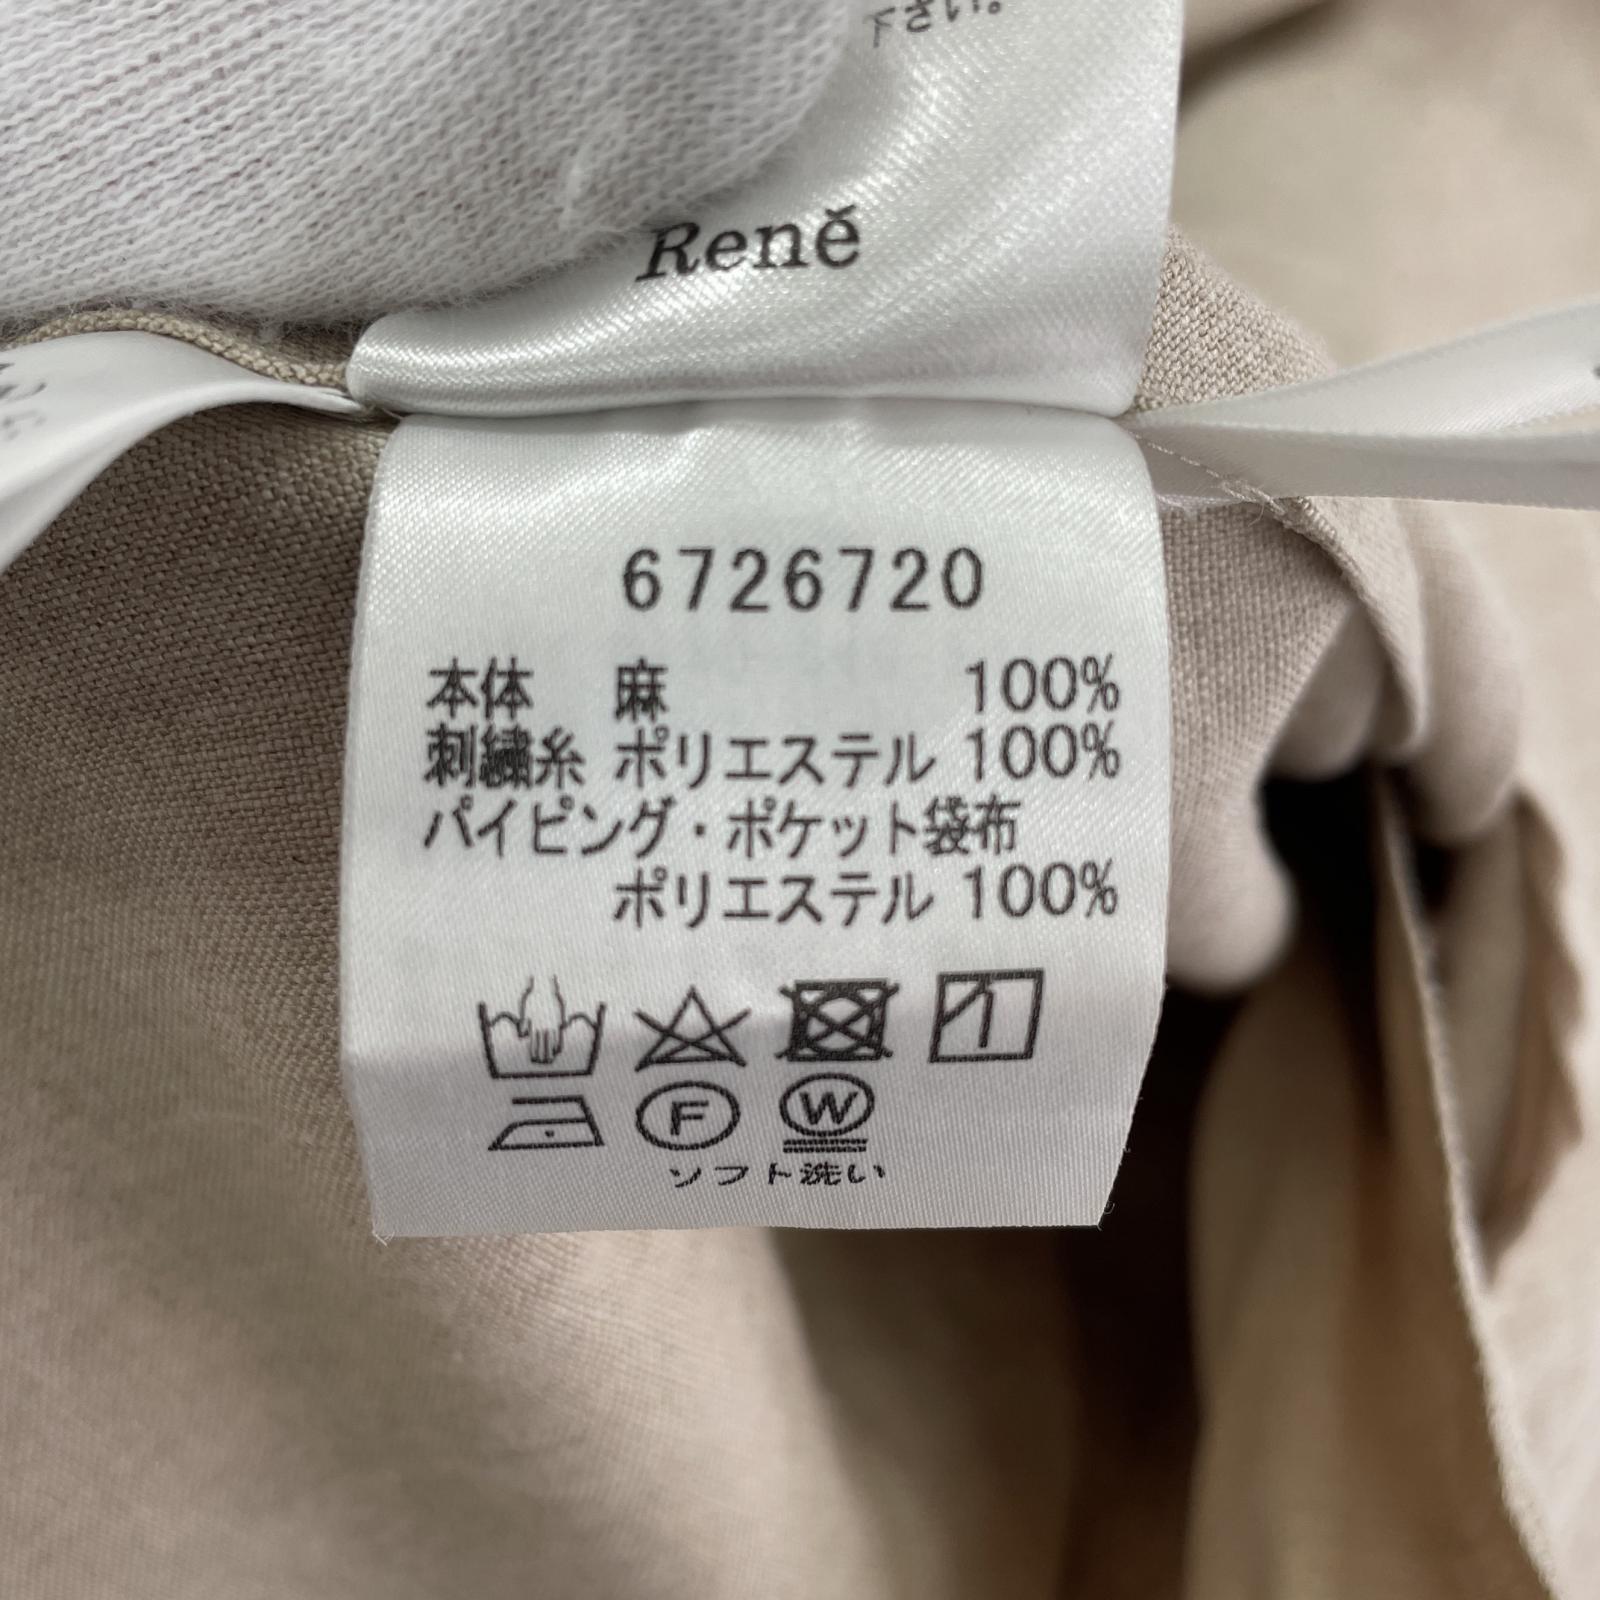 下さい。
René
6726720
本体 麻 100%
刺繍糸 ポリエステル 100%
パイピング・ポケット袋布
ポリエステル 100%
F W
ソフト洗い